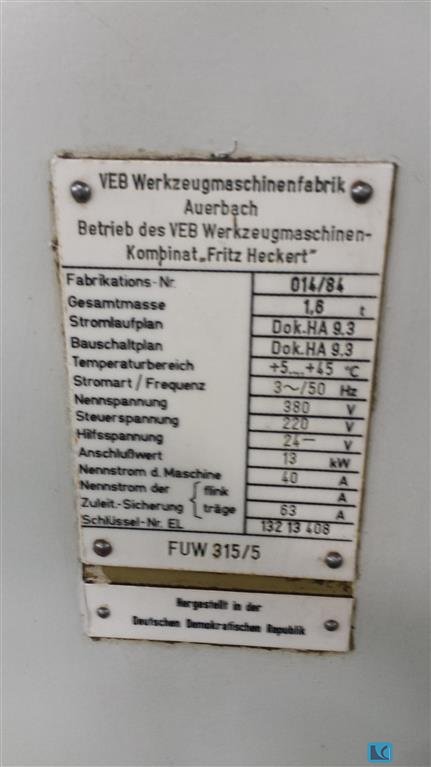 VEB Werkzeugmaschinenfabrik
Auerbach
Betrieb des VEB Werkzeugmaschinen-
Kombinat „Fritz Heckert"
Fabrikations-Nr. 014/84
Gesamtmasse 1,6 t
Stromlaufplan Dok.HA 9.3
Bauschaltplan Dok.HA 9.3
Temperaturbereich +5....+45 °C
Stromart / Frequenz 3~/50 Hz
Nennspannung 380 V
Steuerspannung 220 V
Hilfsspannung 24– V
Anschlußwert 13 kW
Nennstrom d. Maschine 40 A
Nennstrom der flink A
Zuleit.-Sicherung träge 63 A
Schlüssel-Nr. EL 132 13 408
FUW 315/5
Hergestellt in der
Deutschen Demokratischen Republik